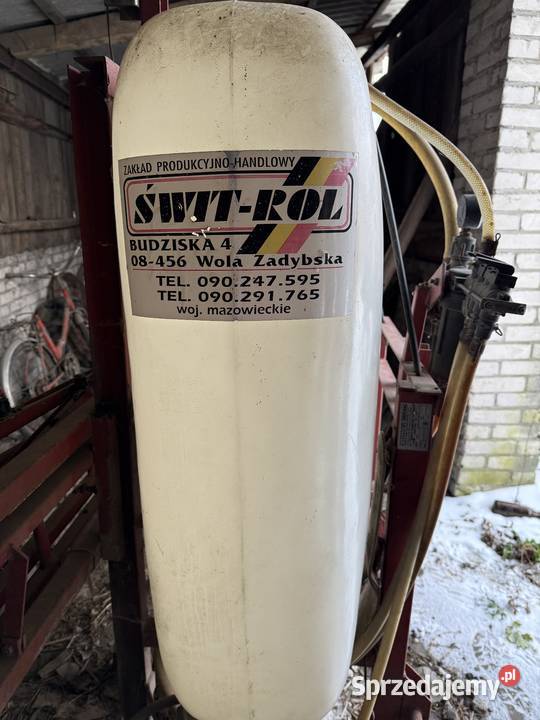 ZAKŁAD PRODUKCYJNO-HANDLOWY
ŚWIT-ROL
BUDZISKA 4
08-456 Wola Zadybska
TEL. 090.247.595
TEL. 090.291.765
woj. mazowieckie
Sprzedajemy.pl